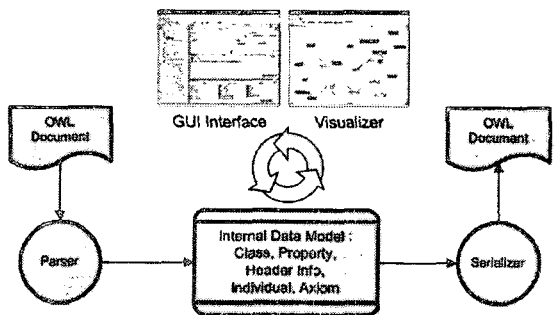 GUI Interface
Visualizer
OWL
Document
OWL
Document
Parser
Internal Data Model :
Class, Property,
Header Info,
Individual, Axiom
Serializer